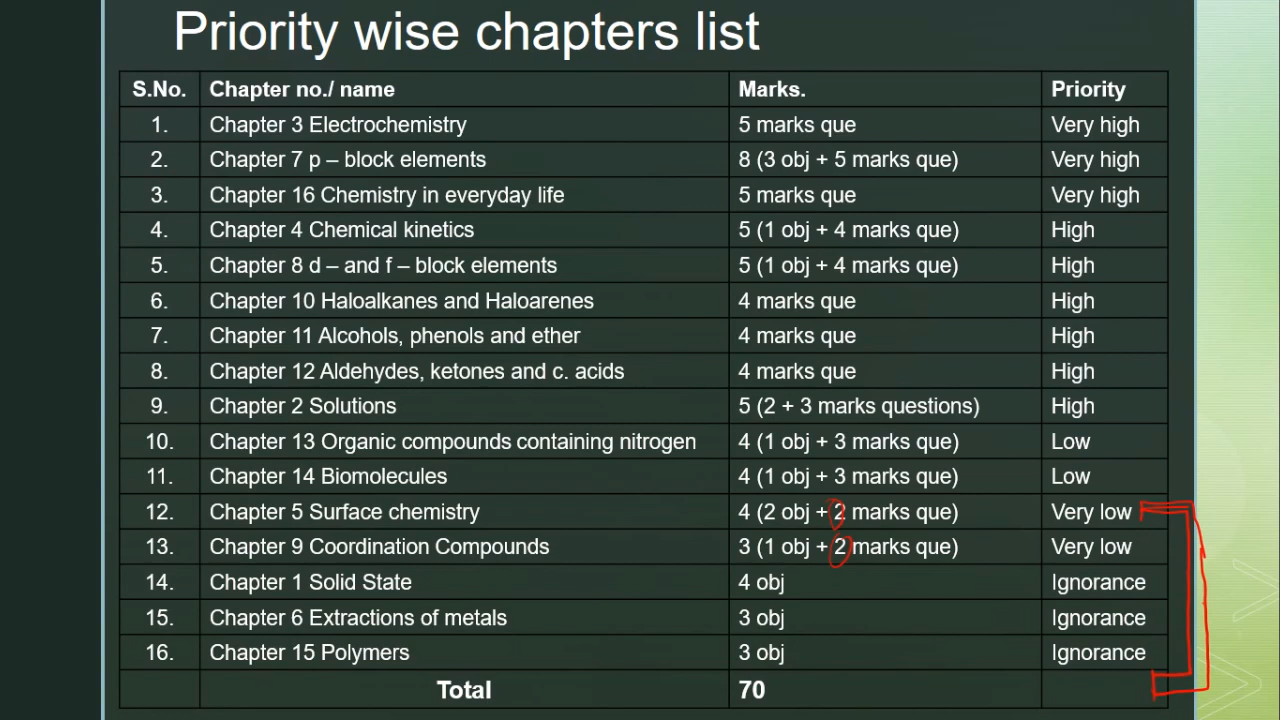 Priority wise chapters list
S.No. Chapter no./ name Marks. Priority
1. Chapter 3 Electrochemistry 5 marks que Very high
2. Chapter 7 p – block elements 8 (3 obj + 5 marks que) Very high
3. Chapter 16 Chemistry in everyday life 5 marks que Very high
4. Chapter 4 Chemical kinetics 5 (1 obj + 4 marks que) High
5. Chapter 8 d – and f – block elements 5 (1 obj + 4 marks que) High
6. Chapter 10 Haloalkanes and Haloarenes 4 marks que High
7. Chapter 11 Alcohols, phenols and ether 4 marks que High
8. Chapter 12 Aldehydes, ketones and c. acids 4 marks que High
9. Chapter 2 Solutions 5 (2 + 3 marks questions) High
10. Chapter 13 Organic compounds containing nitrogen 4 (1 obj + 3 marks que) Low
11. Chapter 14 Biomolecules 4 (1 obj + 3 marks que) Low
12. Chapter 5 Surface chemistry 4 (2 obj + 2 marks que) Very low
13. Chapter 9 Coordination Compounds 3 (1 obj + 2 marks que) Very low
14. Chapter 1 Solid State 4 obj Ignorance
15. Chapter 6 Extractions of metals 3 obj Ignorance
16. Chapter 15 Polymers 3 obj Ignorance
Total 70